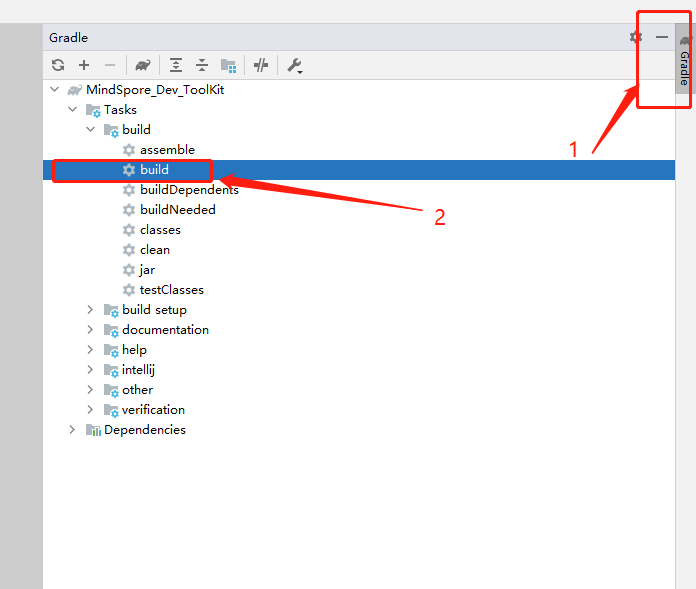 Gradle
Gradle
MindSpore_Dev_ToolKit
Tasks
build
assemble
1
build
buildDependents
buildNeeded
2
classes
clean
jar
testClasses
build setup
documentation
help
intellij
other
verification
Dependencies